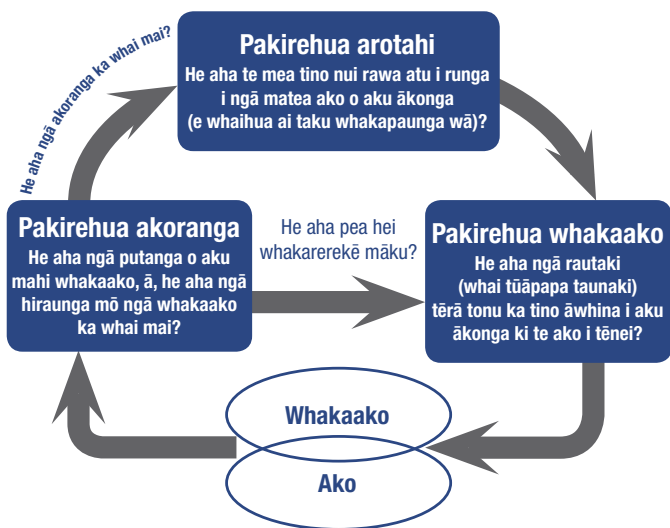 He aha ngā akoranga ka whai mai?
Pakirehua arotahi
He aha te mea tino nui rawa atu i runga
i ngā matea ako o aku ākonga
(e whaihua ai taku whakapaunga wā)?
Pakirehua akoranga
He aha ngā putanga o aku
mahi whakaako, ā, he aha ngā
hiraunga mō ngā whakaako
ka whai mai?
He aha pea hei
whakarerekē māku?
Pakirehua whakaako
He aha ngā rautaki
(whai tūāpapa taunaki)
tērā tonu ka tino āwhina i aku
ākonga ki te ako i tēnei?
Whakaako
Ako